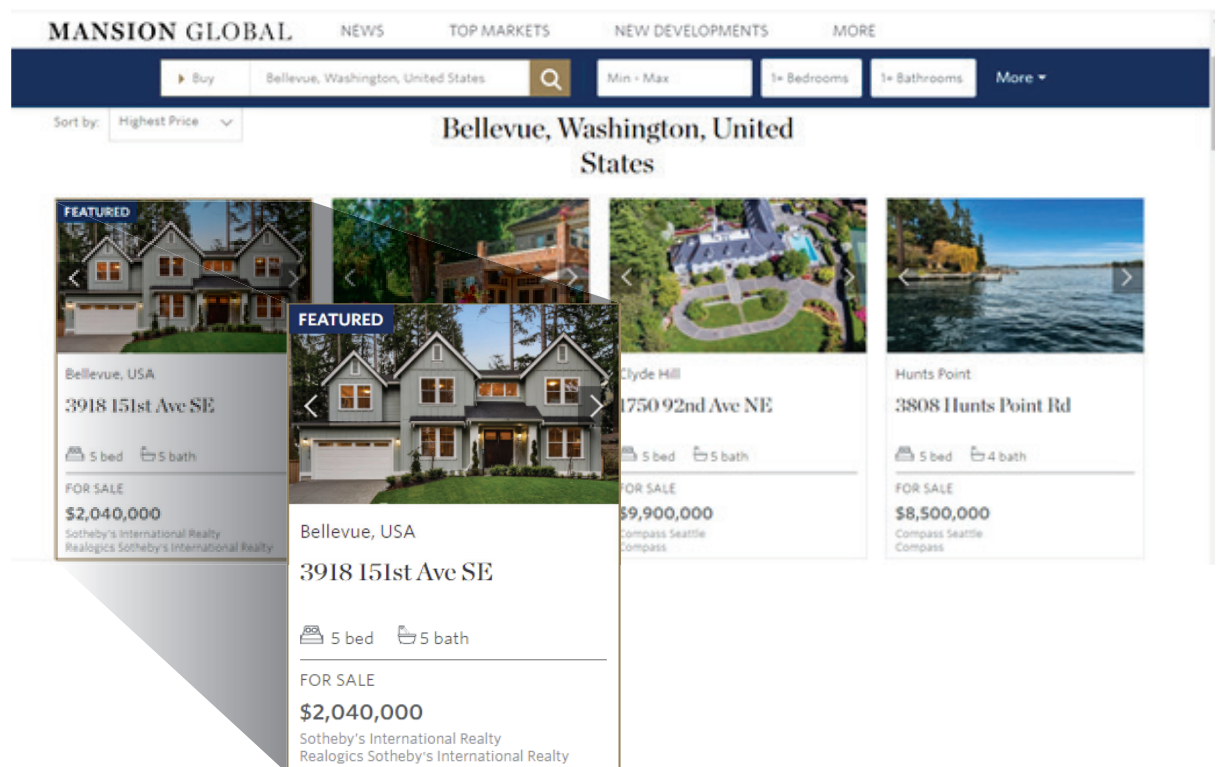 MANSION GLOBAL
NEWS
TOP MARKETS
NEW DEVELOPMENTS
MORE
Buy
Bellevue, Washington, United States
Min - Max
1+ Bedrooms
1+ Bathrooms
More
Sort by:
Highest Price
Bellevue, Washington, United
States
FEATURED
Bellevue, USA
3918 151st Ave SE
5 bed
5 bath
FOR SALE
$2,040,000
Sotheby's International Realty
Realogics Sotheby's International Realty
FEATURED
Bellevue, USA
3918 151st Ave SE
5 bed
5 bath
FOR SALE
$2,040,000
Sotheby's International Realty
Realogics Sotheby's International Realty
Clyde Hill
1750 92nd Ave NE
5 bed
5 bath
FOR SALE
$9,900,000
Compass Seattle
Compass
Hunts Point
3808 Hunts Point Rd
5 bed
4 bath
FOR SALE
$8,500,000
Compass Seattle
Compass